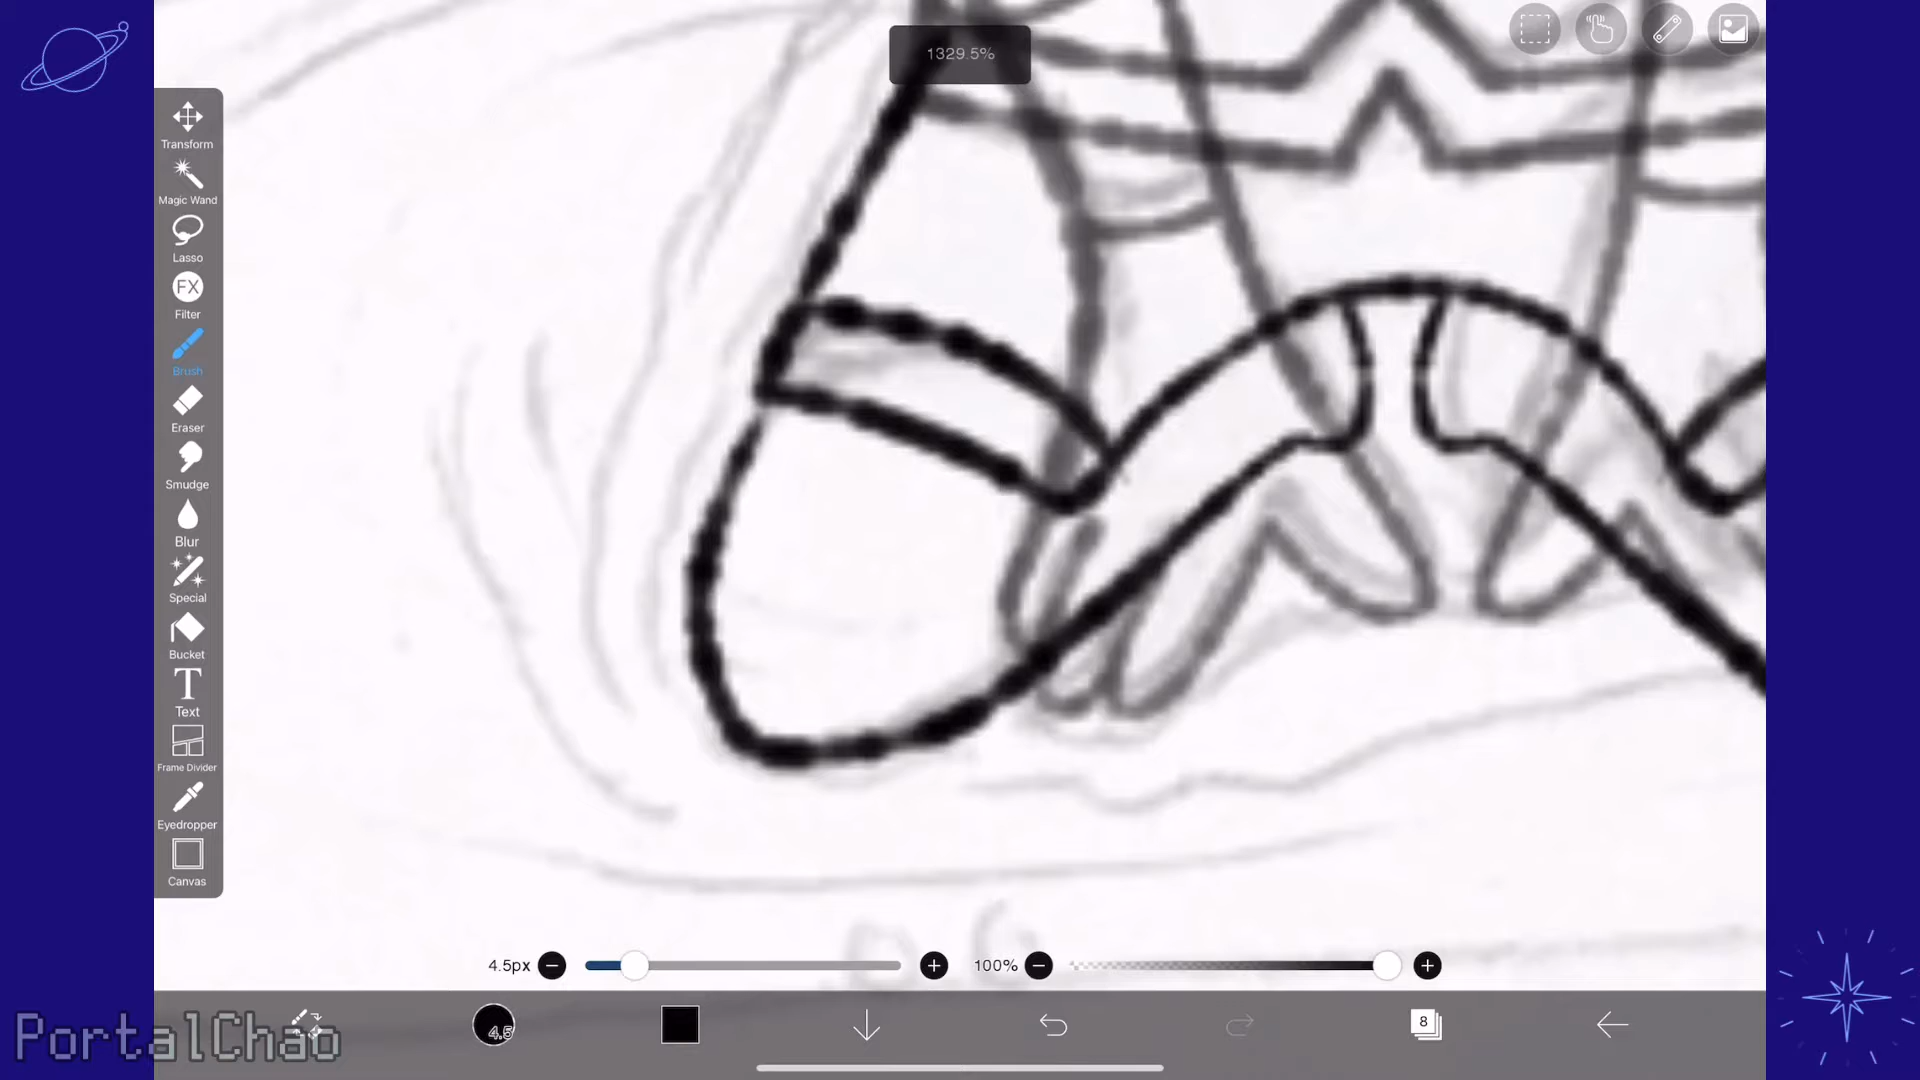 1329.5%
Transform
Magic Wand
Lasso
FX
Filter
Brush
Eraser
Smudge
Blur
Special
Bucket
T
Text
Frame Divider
Eyedropper
Canvas
4.5px
100%
4.5
8
PortalChao